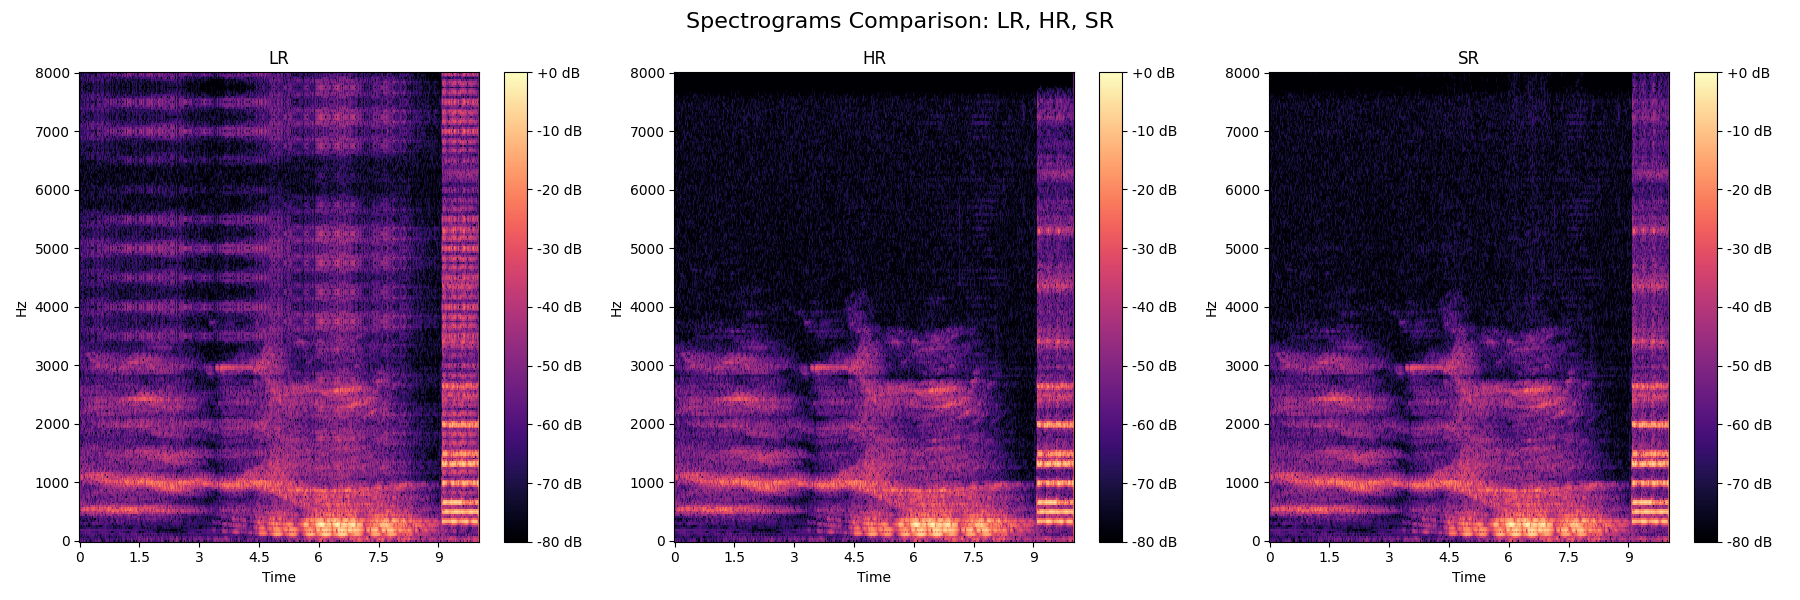 Spectrograms Comparison: LR, HR, SR
LR
8000
7000
6000
5000
4000
3000
2000
1000
0
Hz
0 1.5 3 4.5 6 7.5 9
Time
+0 dB
-10 dB
-20 dB
-30 dB
-40 dB
-50 dB
-60 dB
-70 dB
-80 dB
HR
8000
7000
6000
5000
4000
3000
2000
1000
0
Hz
0 1.5 3 4.5 6 7.5 9
Time
+0 dB
-10 dB
-20 dB
-30 dB
-40 dB
-50 dB
-60 dB
-70 dB
-80 dB
SR
8000
7000
6000
5000
4000
3000
2000
1000
0
Hz
0 1.5 3 4.5 6 7.5 9
Time
+0 dB
-10 dB
-20 dB
-30 dB
-40 dB
-50 dB
-60 dB
-70 dB
-80 dB